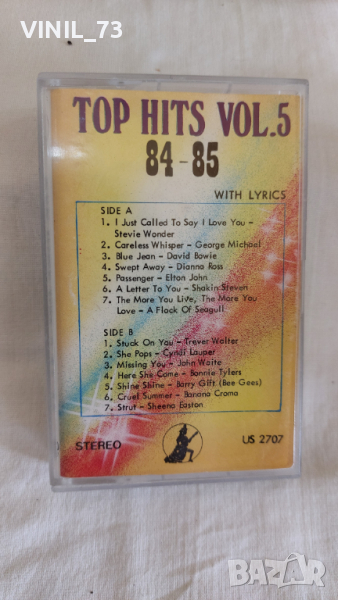 VINIL_73
TOP HITS VOL.5
84-85
WITH LYRICS
SIDE A
1. I Just Called To Say I Love You –
Stevie Wonder
2. Careless Whisper – George Michael
3. Blue Jean – David Bowie
4. Swept Away – Dianna Ross
5. Passenger – Elton John
6. A Letter To You – Shakin Steven
7. The More You Live, The More You
Love – A Flock Of Seagull
SIDE B
1. Stuck On You – Trever Walter
2. She Pops – Cyndi Lauper
3. Missing You – John Waite
4. Here She Come – Bonnie Tylers
5. Shine Shine – Barry Gift (Bee Gees)
6. Cruel Summer – Banana Crama
7. Strut – Sheena Easton
STEREO
US 2707
BAZAR
bg